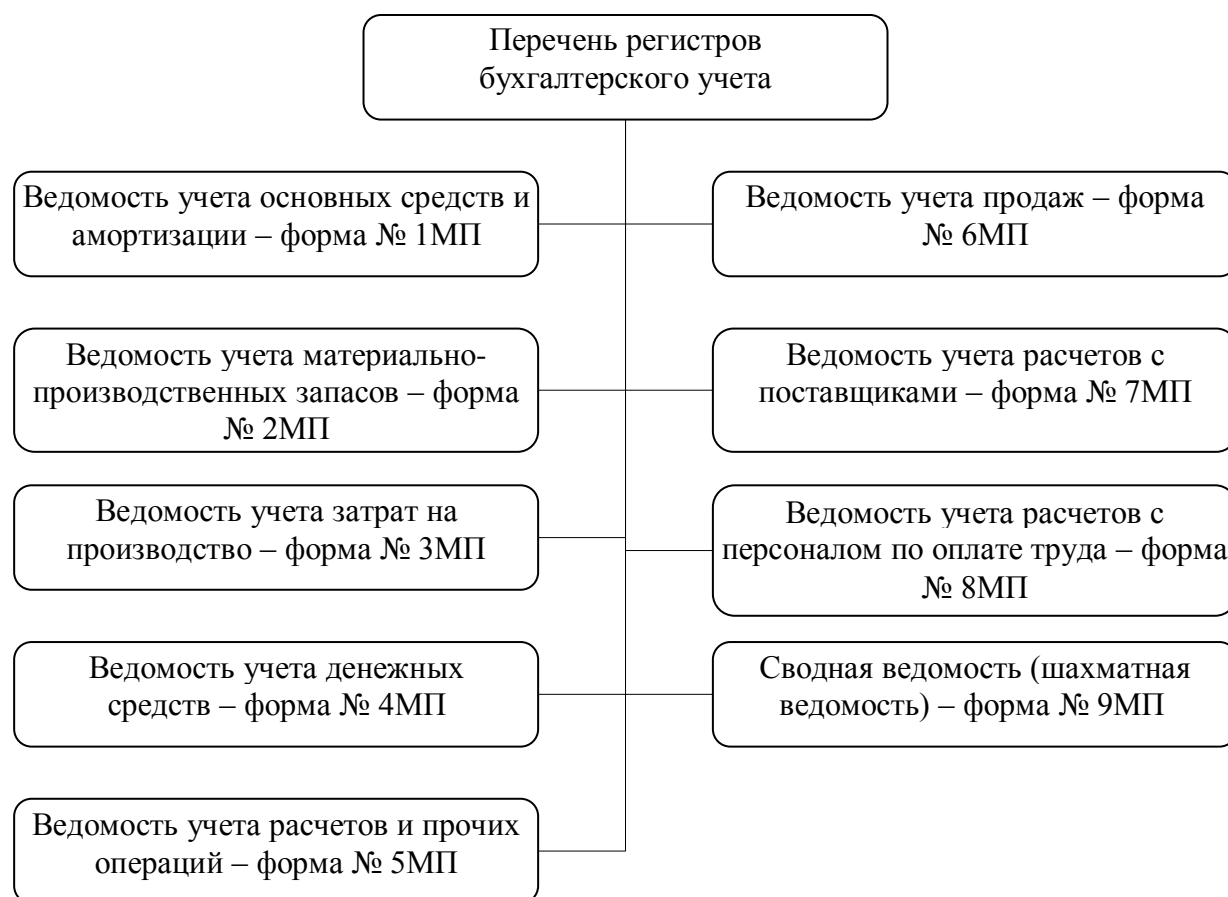 Перечень регистров
бухгалтерского учета
Ведомость учета основных средств и
амортизации – форма № 1МП
Ведомость учета продаж – форма
№ 6МП
Ведомость учета материально-
производственных запасов – форма
№ 2МП
Ведомость учета расчетов с
поставщиками – форма № 7МП
Ведомость учета затрат на
производство – форма № 3МП
Ведомость учета расчетов с
персоналом по оплате труда – форма
№ 8МП
Ведомость учета денежных
средств – форма № 4МП
Сводная ведомость (шахматная
ведомость) – форма № 9МП
Ведомость учета расчетов и прочих
операций – форма № 5МП